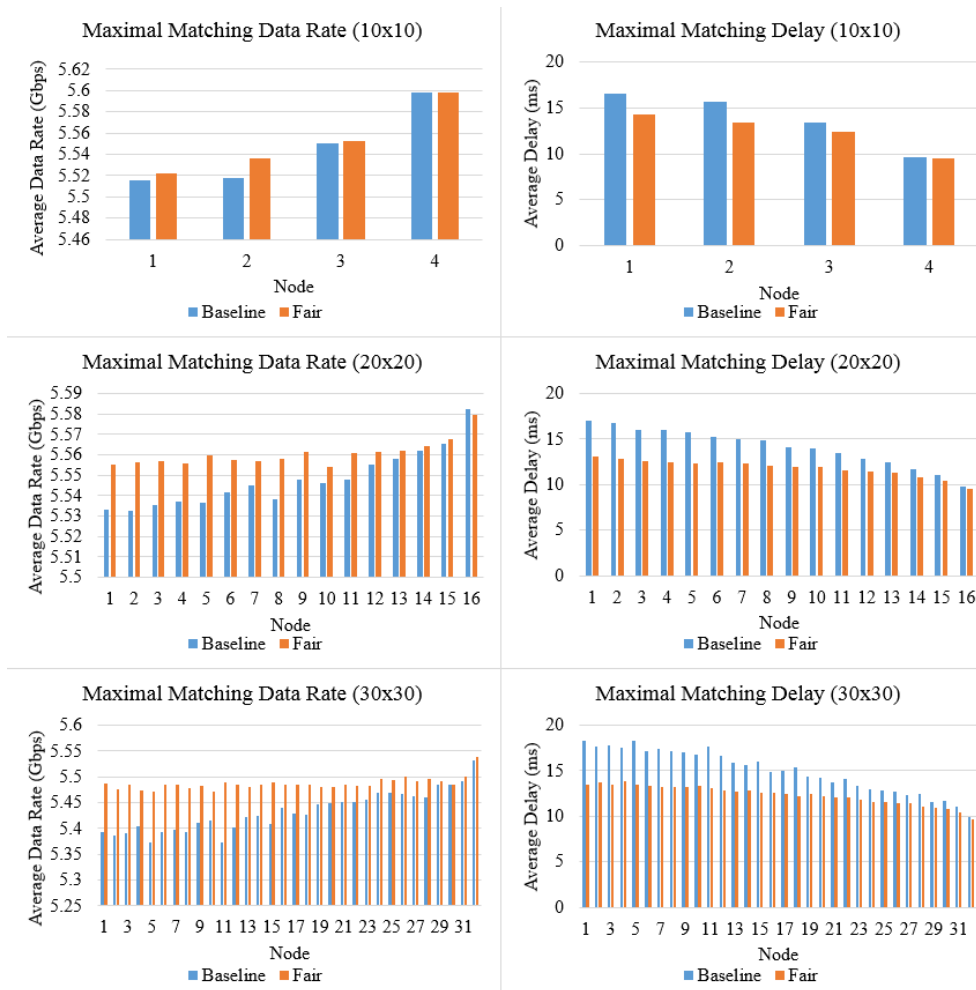 Maximal Matching Data Rate (10x10)
Average Data Rate (Gbps)
5.62
5.6
5.58
5.56
5.54
5.52
5.5
5.48
5.46
1 2 3 4
Node
Baseline Fair
Maximal Matching Delay (10x10)
Average Delay (ms)
20
15
10
5
0
1 2 3 4
Node
Baseline Fair
Maximal Matching Data Rate (20x20)
Average Data Rate (Gbps)
5.59
5.58
5.57
5.56
5.55
5.54
5.53
5.52
5.51
5.5
1 2 3 4 5 6 7 8 9 10 11 12 13 14 15 16
Node
Baseline Fair
Maximal Matching Delay (20x20)
Average Delay (ms)
20
15
10
5
0
1 2 3 4 5 6 7 8 9 10 11 12 13 14 15 16
Node
Baseline Fair
Maximal Matching Data Rate (30x30)
Average Data Rate (Gbps)
5.6
5.55
5.5
5.45
5.4
5.35
5.3
5.25
1 3 5 7 9 11 13 15 17 19 21 23 25 27 29 31
Node
Baseline Fair
Maximal Matching Delay (30x30)
Average Delay (ms)
20
15
10
5
0
1 3 5 7 9 11 13 15 17 19 21 23 25 27 29 31
Node
Baseline Fair